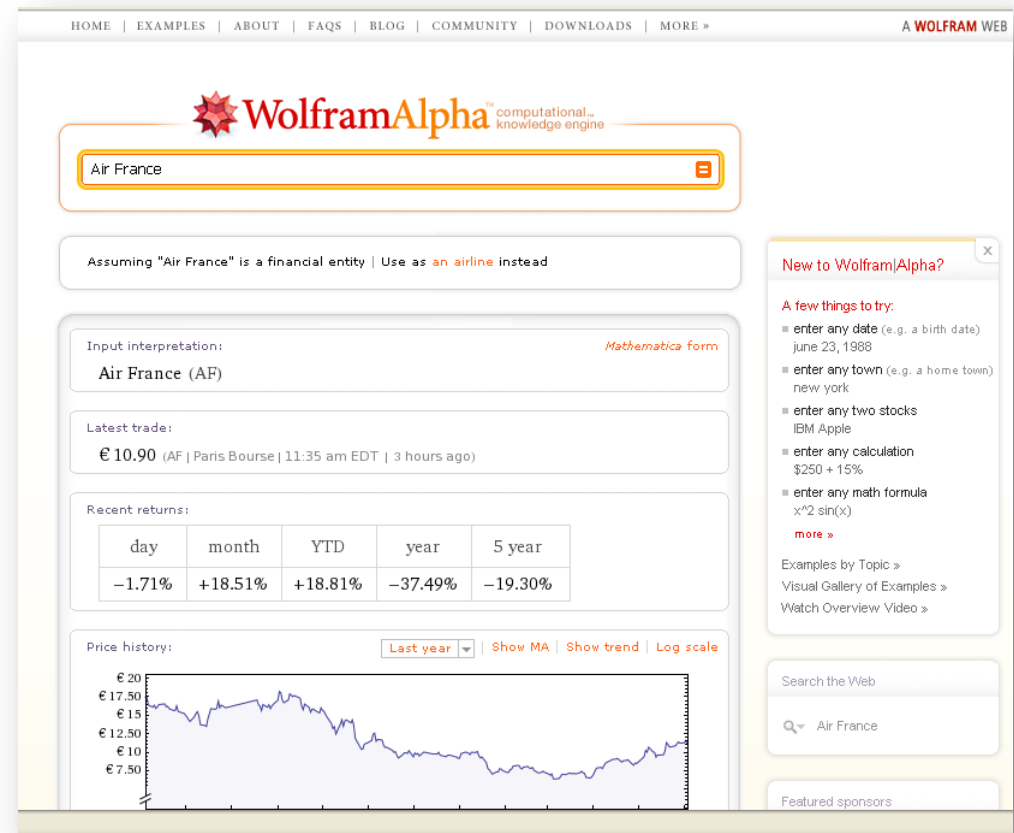 HOME | EXAMPLES | ABOUT | FAQS | BLOG | COMMUNITY | DOWNLOADS | MORE »
A WOLFRAM WEB
WolframAlpha™ computational... knowledge engine
Air France
Assuming "Air France" is a financial entity | Use as an airline instead
Input interpretation:
Mathematica form
Air France (AF)
Latest trade:
€ 10.90 (AF | Paris Bourse | 11:35 am EDT | 3 hours ago)
Recent returns:
day month YTD year 5 year
−1.71% +18.51% +18.81% −37.49% −19.30%
Price history:
Last year | Show MA | Show trend | Log scale
€ 20
€ 17.50
€ 15
€ 12.50
€ 10
€ 7.50
x
New to Wolfram|Alpha?
A few things to try:
enter any date (e.g. a birth date)
june 23, 1988
enter any town (e.g. a home town)
new york
enter any two stocks
IBM Apple
enter any calculation
$250 + 15%
enter any math formula
x^2 sin(x)
more »
Examples by Topic »
Visual Gallery of Examples »
Watch Overview Video »
Search the Web
Air France
Featured sponsors